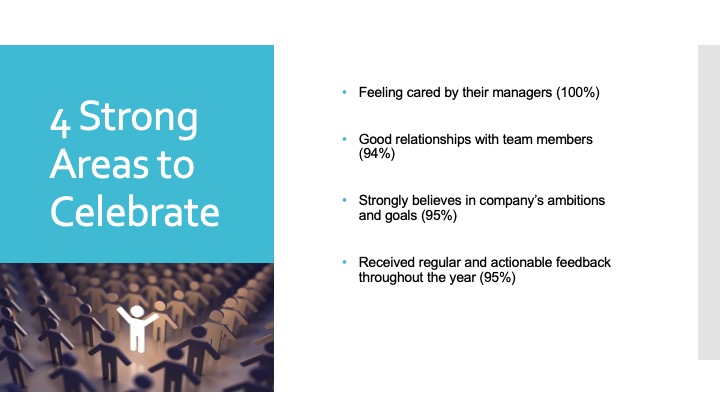 4 Strong
Areas to
Celebrate
• Feeling cared by their managers (100%)
• Good relationships with team members
(94%)
• Strongly believes in company’s ambitions
and goals (95%)
• Received regular and actionable feedback
throughout the year (95%)